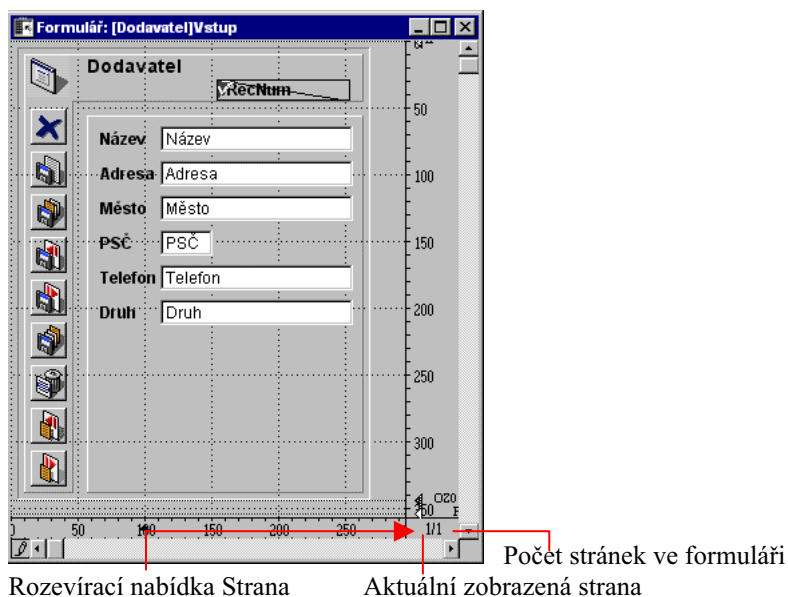 Formulář: [Dodavatel]Vstup
Dodavatel
RecNum
50
Název Název
Adresa Adresa
100
Město Město
PSČ PSČ
150
Telefon Telefon
Druh Druh
200
250
300
50 100 150 200 250
1/1
Počet stránek ve formuláři
Rozevírací nabídka Strana Aktuální zobrazená strana